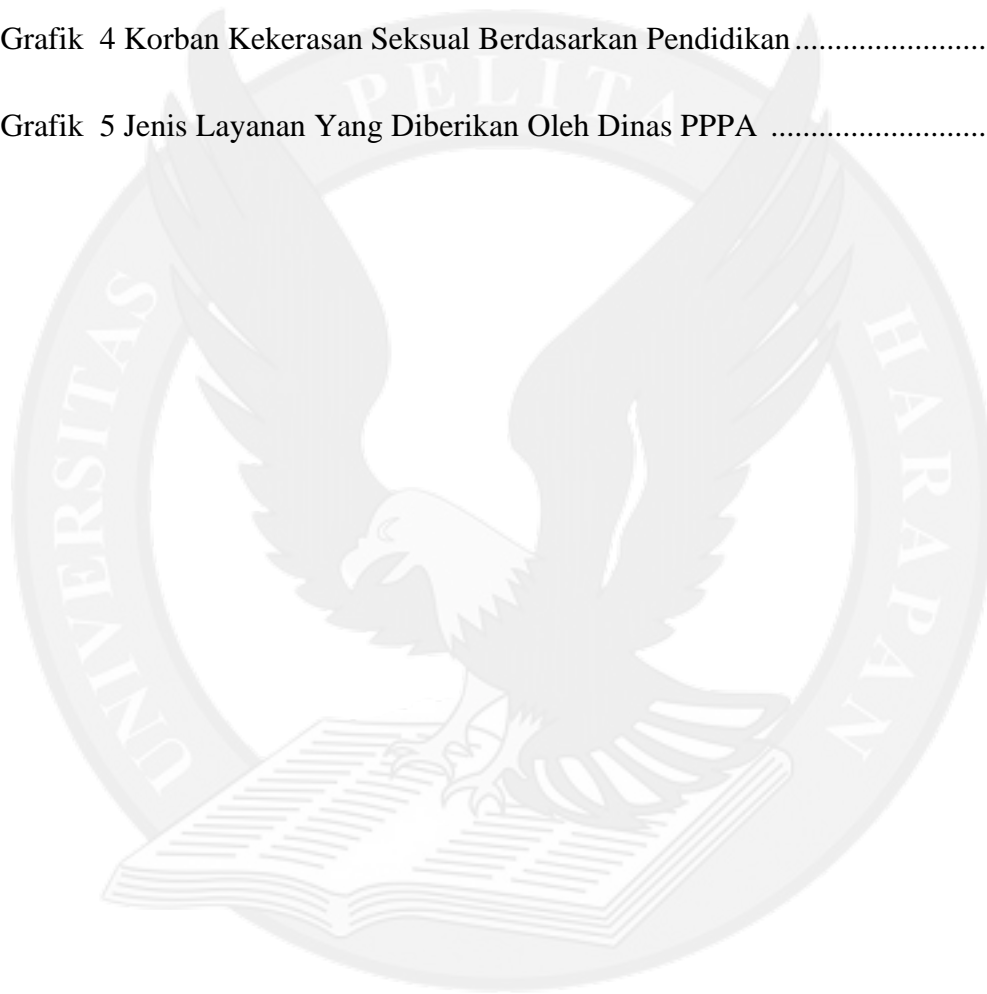 Grafik 4 Korban Kekerasan Seksual Berdasarkan Pendidikan ........................
Grafik 5 Jenis Layanan Yang Diberikan Oleh Dinas PPPA ...........................
UNIVERSITAS PELITA HARAPAN